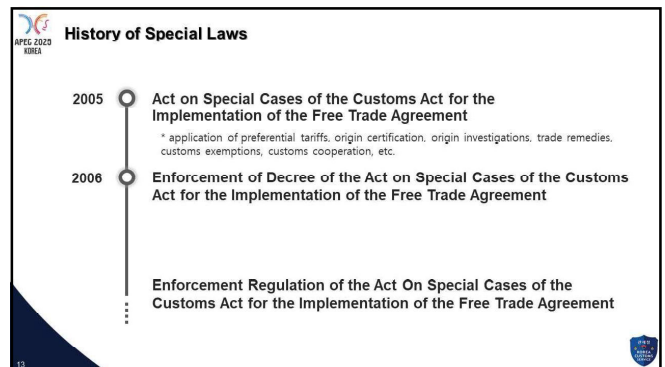 APEC 2025
KOREA
History of Special Laws
2005
Act on Special Cases of the Customs Act for the
Implementation of the Free Trade Agreement
* application of preferential tariffs, origin certification, origin investigations, trade remedies,
customs exemptions, customs cooperation, etc.
2006
Enforcement of Decree of the Act on Special Cases of the Customs
Act for the Implementation of the Free Trade Agreement
Enforcement Regulation of the Act On Special Cases of the
Customs Act for the Implementation of the Free Trade Agreement
13
KOREA
CUSTOMS
SERVICE